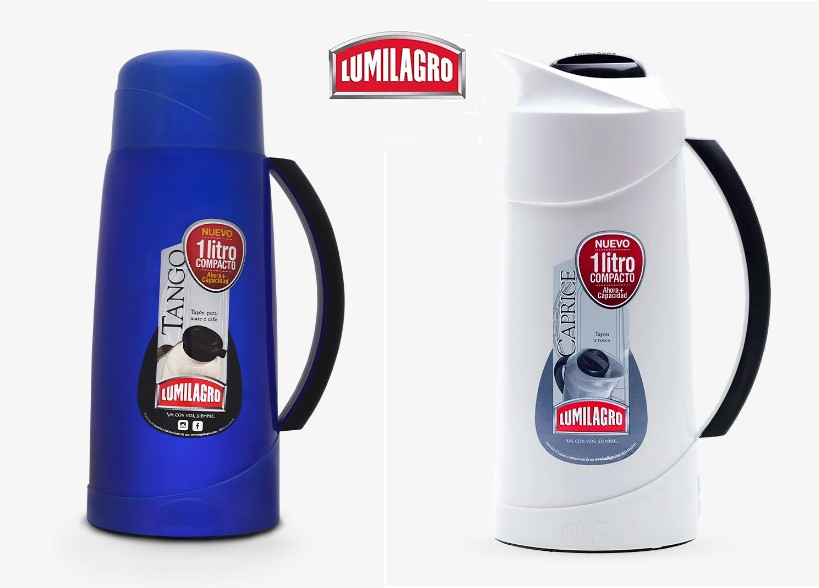 LUMILAGRO
NUEVO
1 litro
COMPACTO
Ahora +
Capacidad
TANGO
Tapón para
mate o café
LUMILAGRO
VA CON VOS, SIEMPRE.
NUEVO
1 litro
COMPACTO
Ahora +
Capacidad
CAPRICE
Tapón
a rosca
LUMILAGRO
VA CON VOS, SIEMPRE.